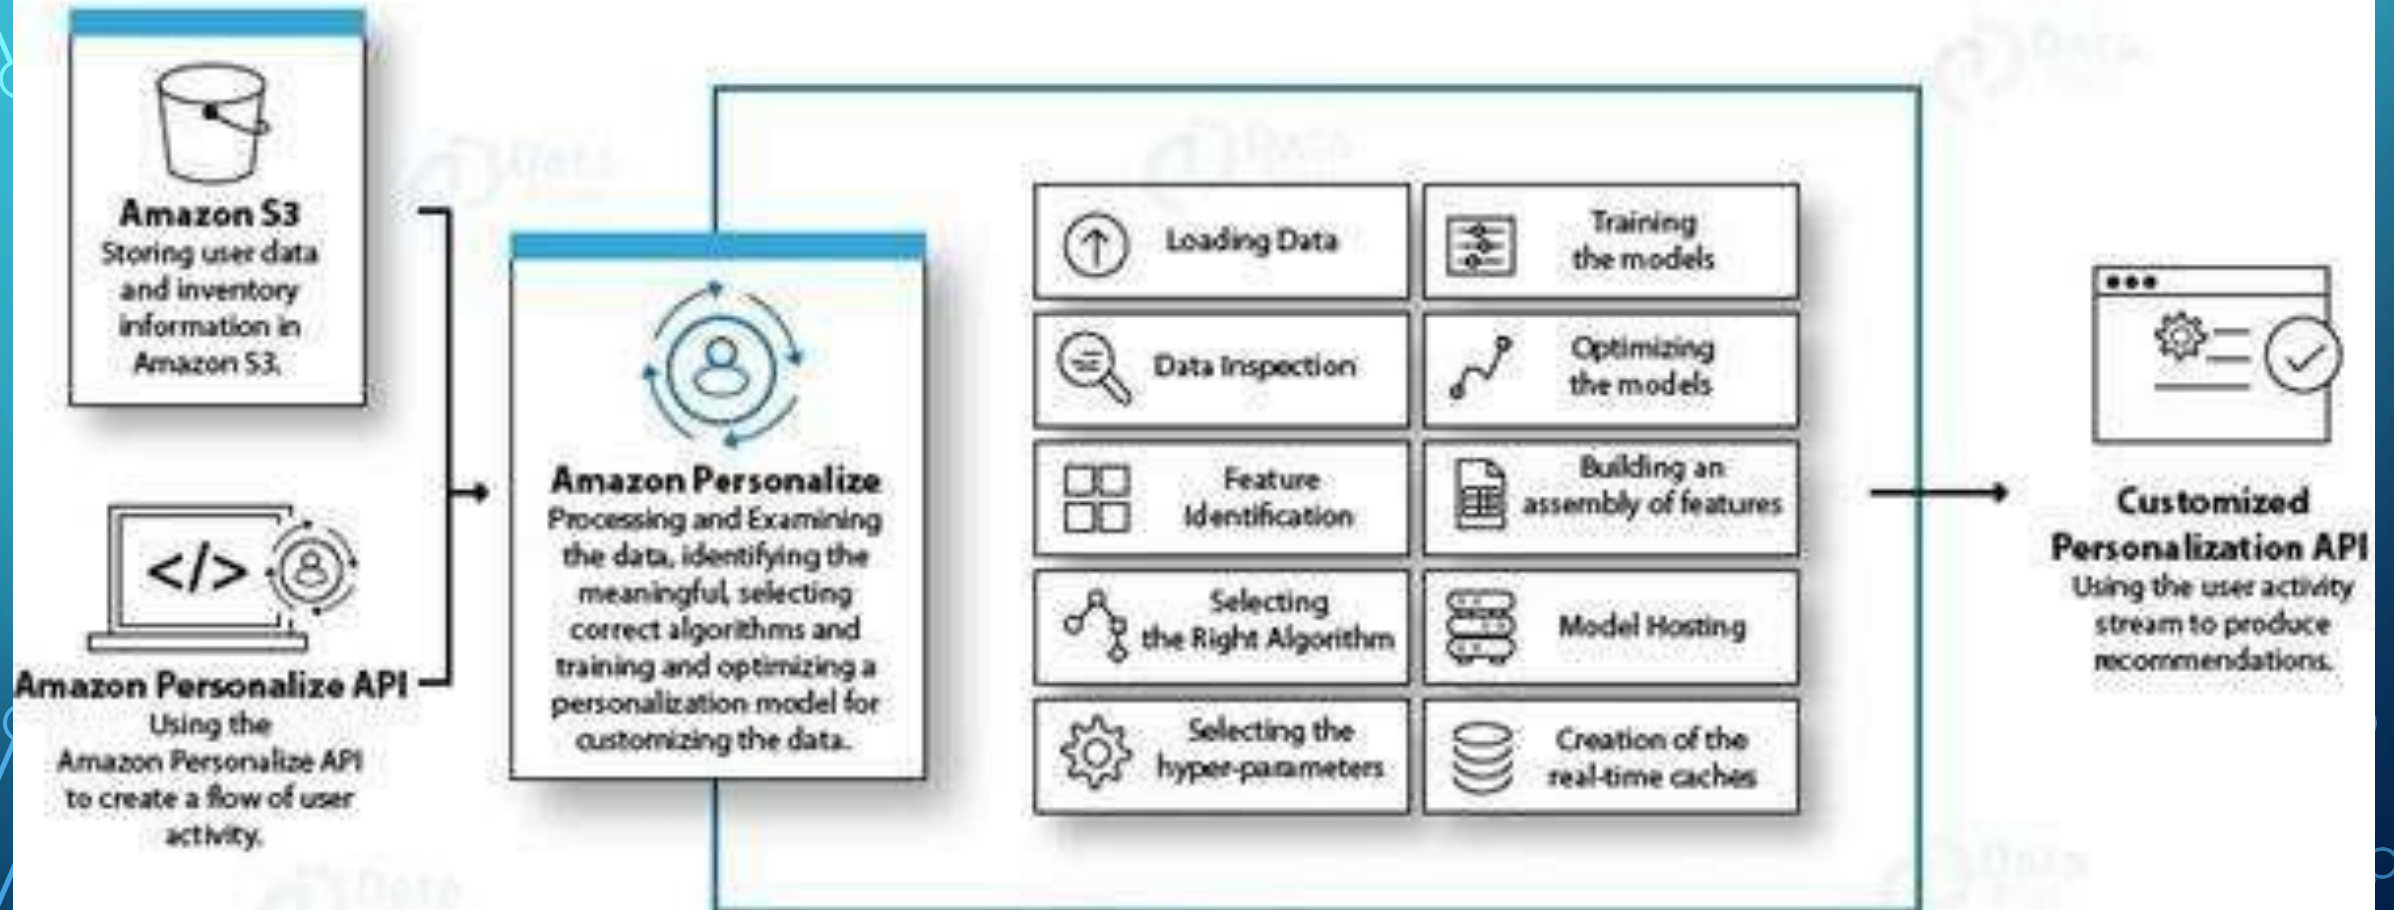 Amazon S3
Storing user data
and inventory
information in
Amazon S3.
</>
Amazon Personalize API
Using the
Amazon Personalize API
to create a flow of user
activity.
Amazon Personalize
Processing and Examining
the data, identifying the
meaningful, selecting
correct algorithms and
training and optimizing a
personalization model for
customizing the data.
Loading Data
Training
the models
Data Inspection
Optimizing
the models
Feature
Identification
Building an
assembly of features
Selecting
the Right Algorithm
Model Hosting
Selecting the
hyper-parameters
Creation of the
real-time caches
Customized
Personalization API
Using the user activity
stream to produce
recommendations.